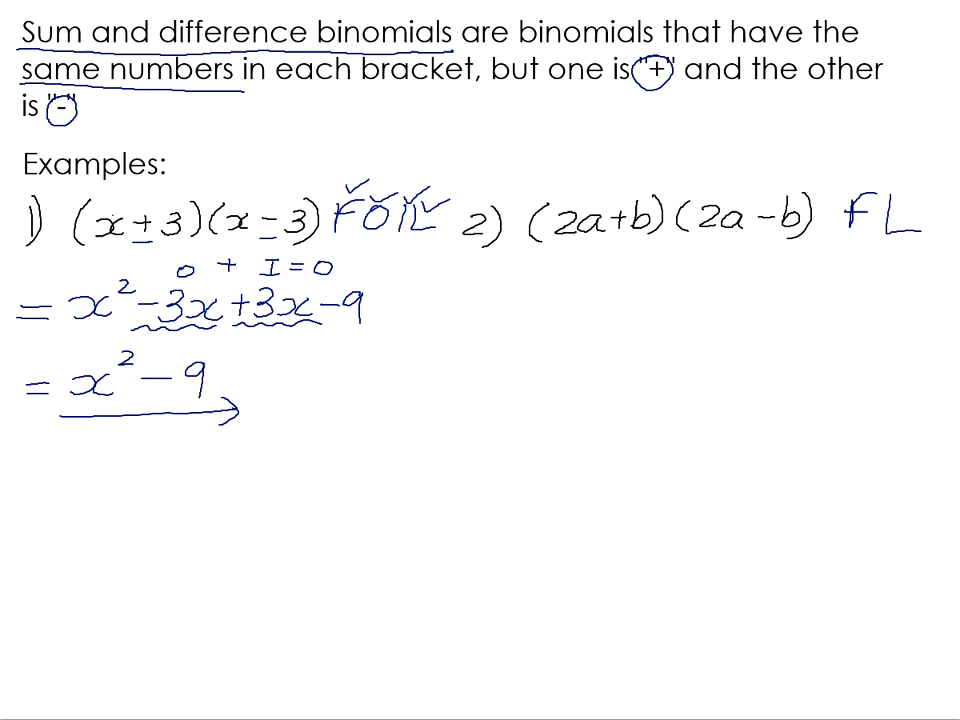 Sum and difference binomials are binomials that have the
same numbers in each bracket, but one is "+" and the other
is "-"
Examples:
1) (x + 3)(x - 3) FOIL
0 + I = 0
= x² - 3x + 3x - 9
= x² - 9
2) (2a + b)(2a - b) FL